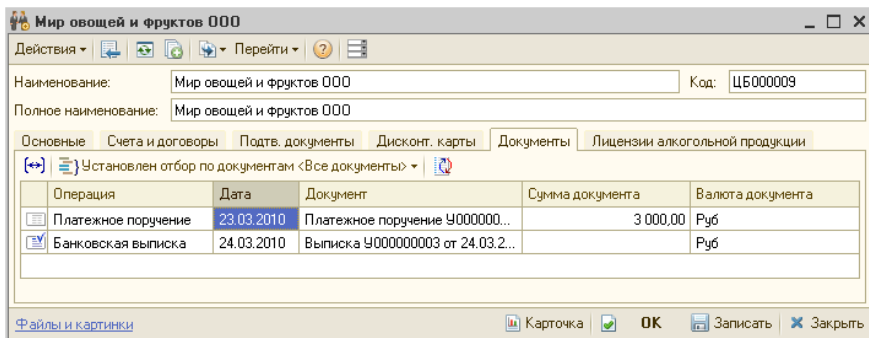 Мир овощей и фруктов ООО
Действия Перейти
Наименование: Мир овощей и фруктов ООО Код: ЦБ000009
Полное наименование: Мир овощей и фруктов ООО
Основные Счета и договоры Подтв. документы Дисконт. карты Документы Лицензии алкогольной продукции
Установлен отбор по документам <Все документы>
Операция Дата Документ Сумма документа Валюта документа
Платежное поручение 23.03.2010 Платежное поручение У000000... 3 000,00 Руб
Банковская выписка 24.03.2010 Выписка У000000003 от 24.03.2... Руб
Файлы и картинки Карточка OK Записать Закрыть